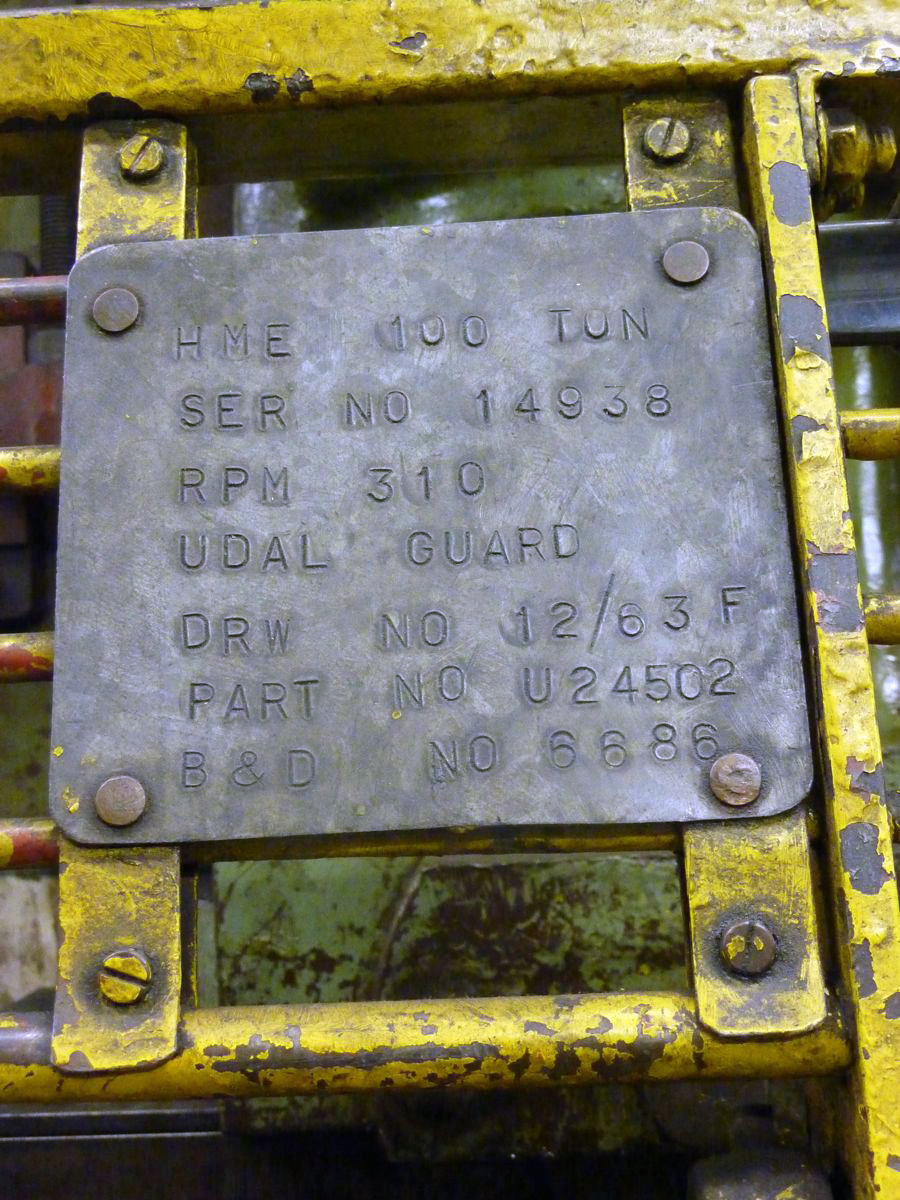 HME 100 TON
SER NO 14938
RPM 310
UDAL GUARD
DRW NO 12/63 F
PART NO U24502
B & D NO 6686